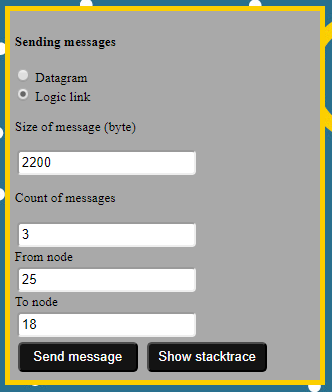 Sending messages
Datagram
Logic link
Size of message (byte)
2200
Count of messages
3
From node
25
To node
18
Send message Show stacktrace